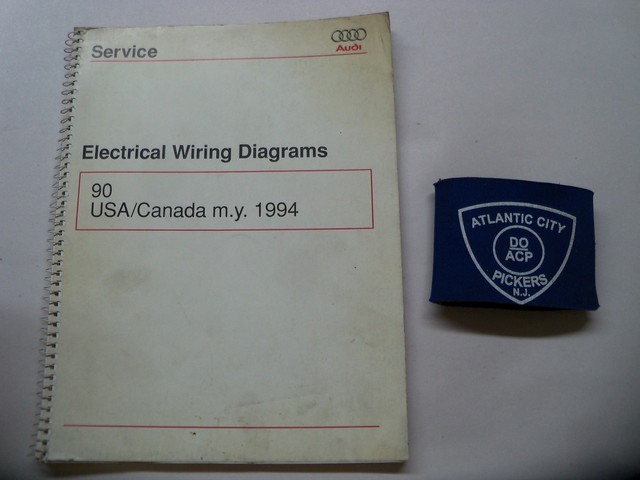 Service
Audi
Electrical Wiring Diagrams
90
USA/Canada m.y. 1994
ATLANTIC CITY
DO
ACP
PICKERS
N.J.